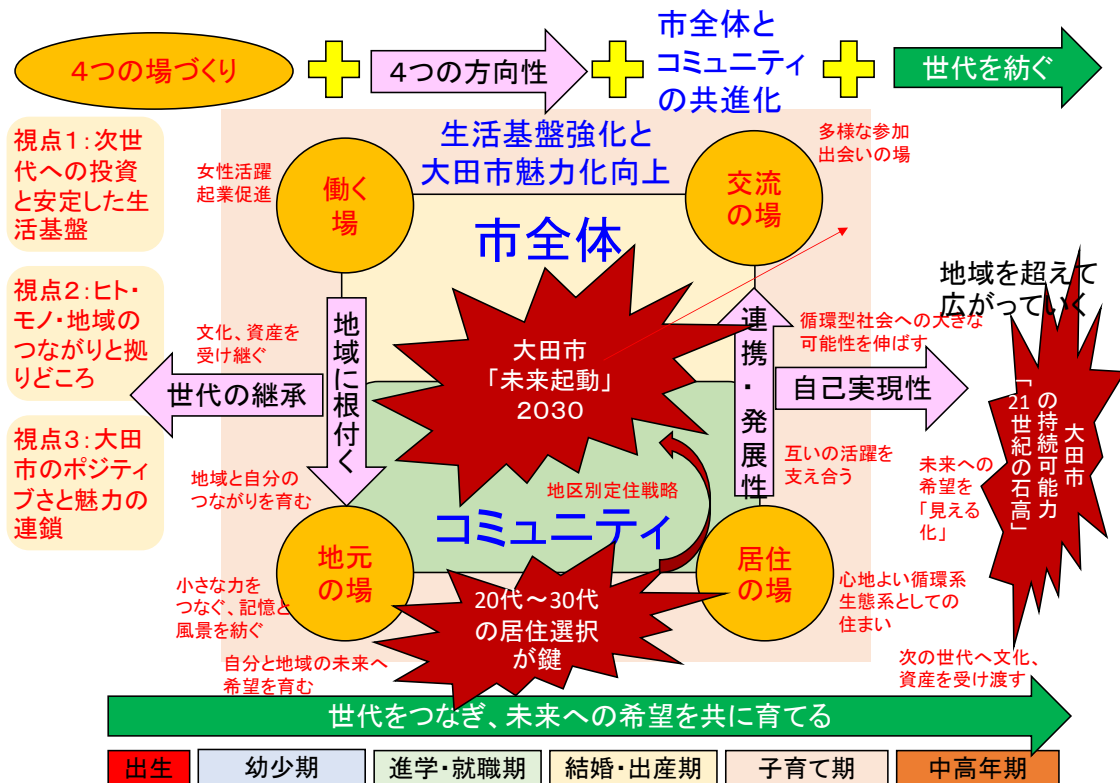 4つの場づくり
4つの方向性
市全体と
コミュニティ
の共進化
世代を紡ぐ
視点1：次世
代への投資
と安定した生
活基盤
視点2：ヒト・
モノ・地域の
つながりと拠
りどころ
視点3：大田
市のポジティ
ブさと魅力の
連鎖
生活基盤強化と
大田市魅力化向上
女性活躍
起業促進
働く
場
交流
の場
多様な参加
出会いの場
市全体
大田市
「未来起動」
2030
地域に根付く
文化、資産を
受け継ぐ
世代の継承
連携・発展性
循環型社会への大きな
可能性を伸ばす
自己実現性
地域を超えて
広がっていく
大田市
の持続可能力
「21世紀の石高」
未来への
希望を
「見える
化」
互いの活躍を
支え合う
地域と自分の
つながりを育む
地区別定住戦略
コミュニティ
地元
の場
居住
の場
小さな力を
つなぐ、記憶と
風景を紡ぐ
20代～30代
の居住選択
が鍵
心地よい循環系
生態系としての
住まい
自分と地域の未来へ
希望を育む
次の世代へ文化、
資産を受け渡す
世代をつなぎ、未来への希望を共に育てる
出生
幼少期
進学・就職期
結婚・出産期
子育て期
中高年期